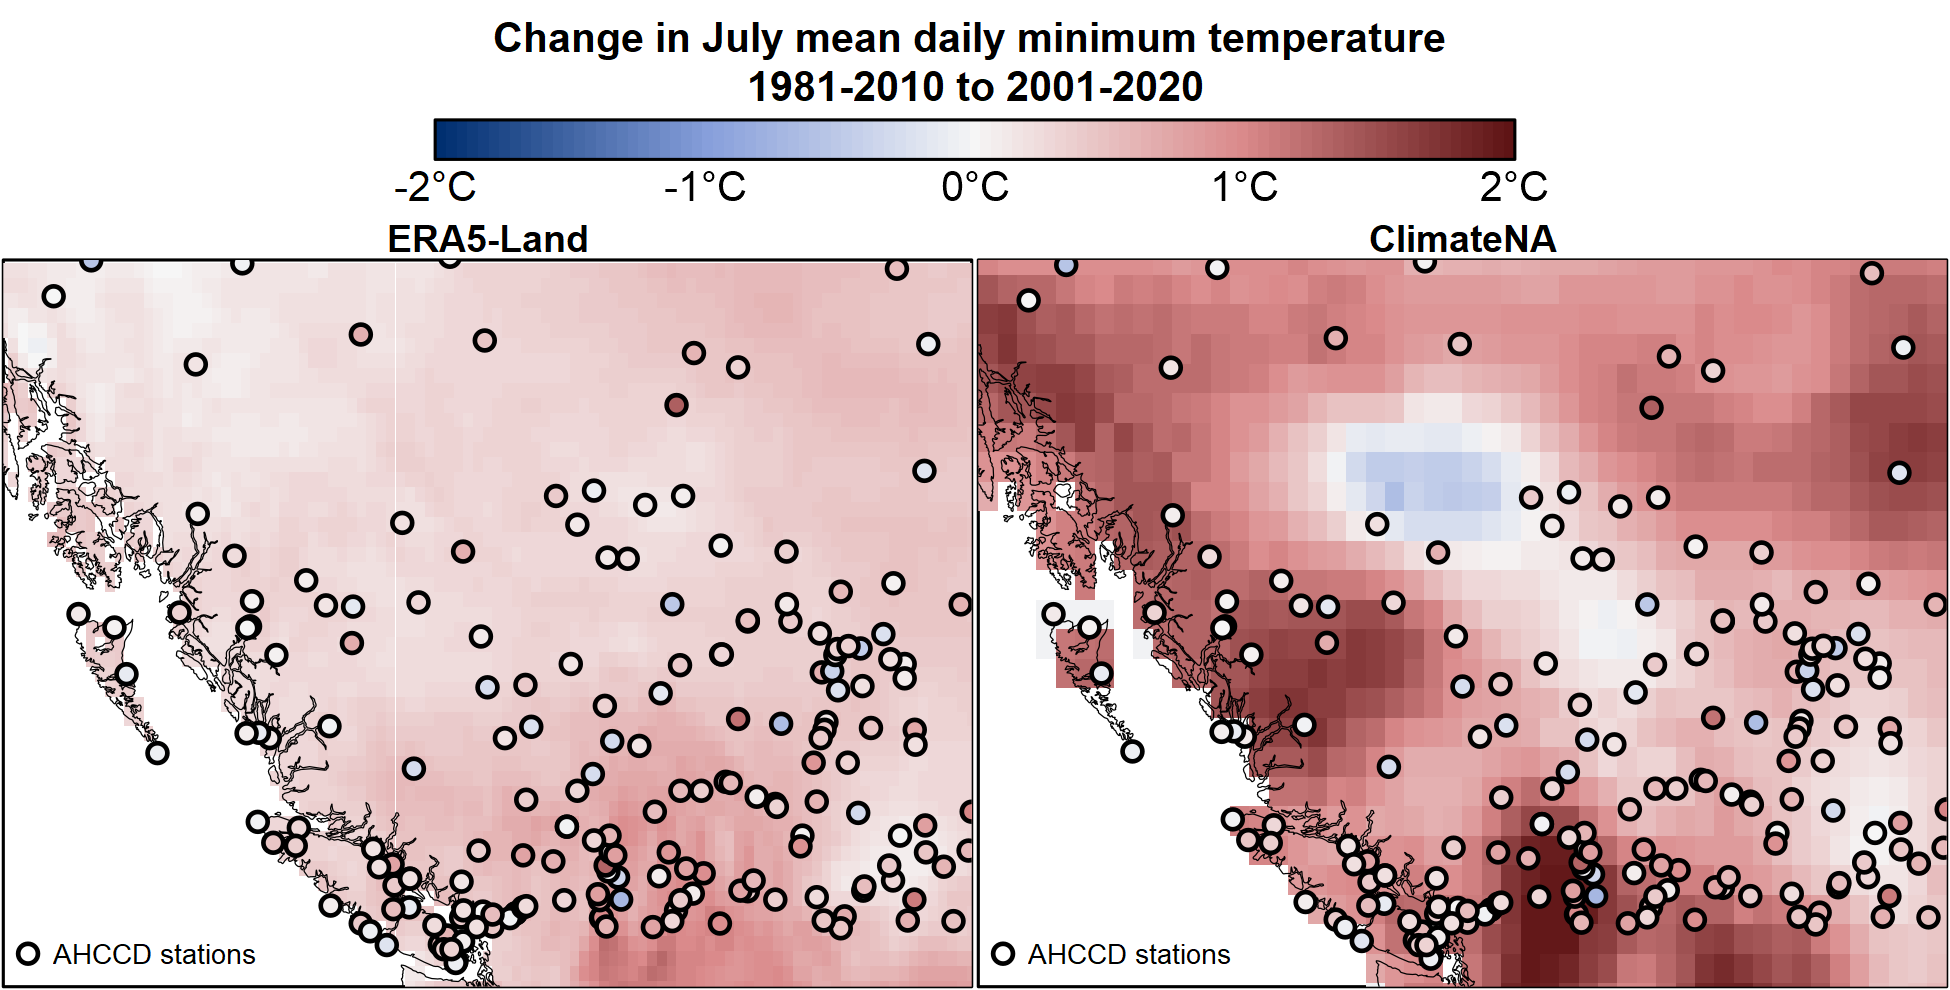 Change in July mean daily minimum temperature
1981-2010 to 2001-2020
-2°C -1°C 0°C 1°C 2°C
ERA5-Land ClimateNA
AHCCD stations AHCCD stations